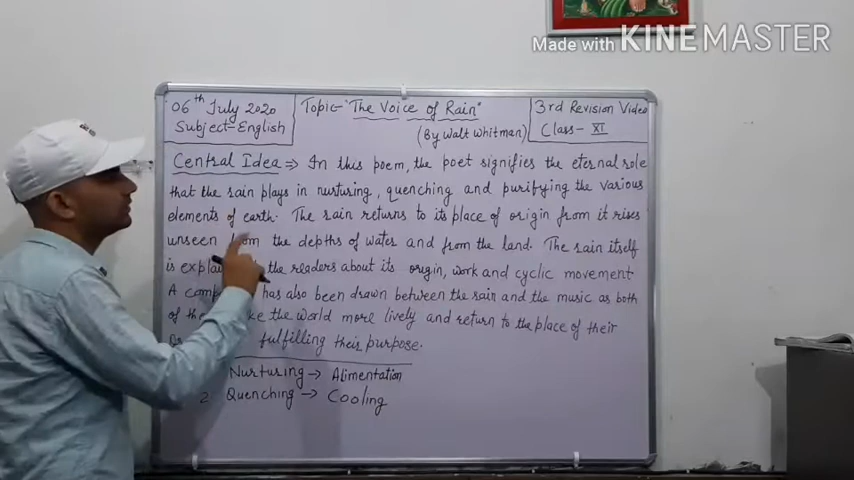 Made with KINEMASTER
06th July 2020
Subject-English
Topic-"The Voice of Rain"
(By Walt Whitman)
3rd Revision Video
Class- XI
Central Idea ⇒ In this poem, the poet signifies the eternal role
that the rain plays in nurturing, quenching and purifying the various
elements of earth. The rain returns to its place of origin from it rises
unseen from the depths of water and from the land. The rain itself
is the readers about its origin, work and cyclic movement
A has also been drawn between the rain and the music as both
of the World more lively and return to the place of their
fulfilling their purpose.
Nurturing → Alimentation
2. Quenching → Cooling